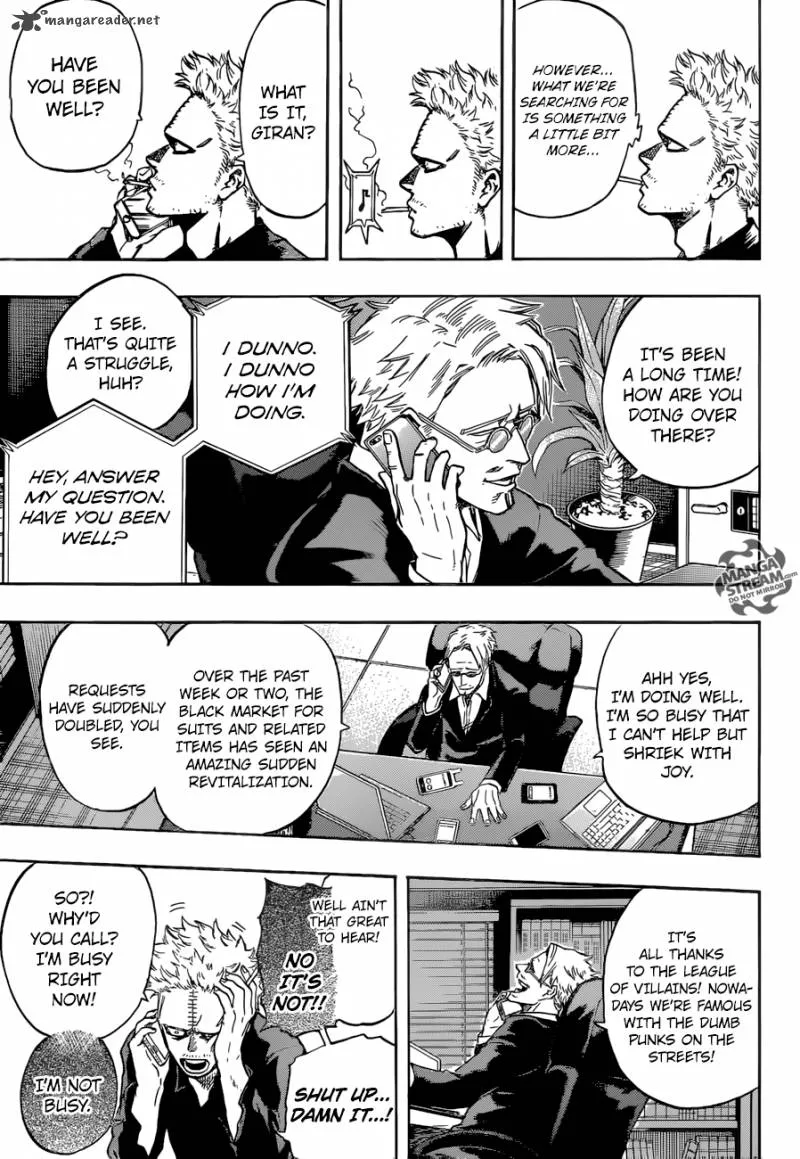 mangareader.net
HOWEVER...
WHAT WE'RE
SEARCHING FOR
IS SOMETHING
A LITTLE BIT
MORE...
WHAT
IS IT,
GIRAN?
HAVE
YOU BEEN
WELL?
IT'S BEEN
A LONG TIME!
HOW ARE YOU
DOING OVER
THERE?
I DUNNO.
I DUNNO
HOW I'M
DOING.
I SEE.
THAT'S QUITE
A STRUGGLE,
HUH?
HEY, ANSWER
MY QUESTION.
HAVE YOU BEEN
WELL?
MANGA
STREAM.com
DO NOT MIRROR!
AHH YES,
I'M DOING WELL.
I'M SO BUSY THAT
I CAN'T HELP BUT
SHRIEK WITH
JOY.
OVER THE PAST
WEEK OR TWO, THE
BLACK MARKET FOR
SUITS AND RELATED
ITEMS HAS SEEN AN
AMAZING SUDDEN
REVITALIZATION.
REQUESTS
HAVE SUDDENLY
DOUBLED, YOU
SEE.
IT'S
ALL THANKS
TO THE LEAGUE
OF VILLAINS! NOWA-
DAYS WE'RE FAMOUS
WITH THE DUMB
PUNKS ON THE
STREETS!
WELL AIN'T
THAT GREAT
TO HEAR!
NO
IT'S
NOT!!
SHUT UP...
DAMN IT...!
SO?!
WHY'D
YOU CALL?
I'M BUSY
RIGHT
NOW!
I'M NOT
BUSY.